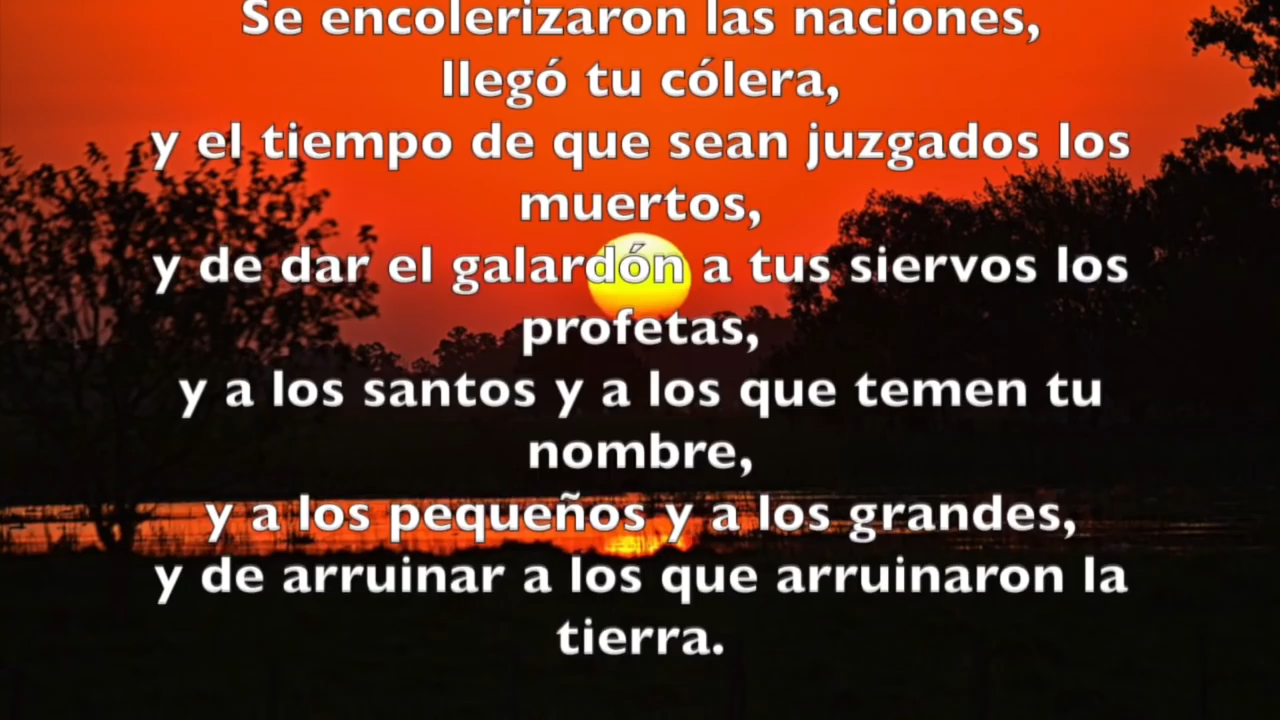 Se encolerizaron las naciones,
llegó tu cólera,
y el tiempo de que sean juzgados los
muertos,
y de dar el galardón a tus siervos los
profetas,
y a los santos y a los que temen tu
nombre,
y a los pequeños y a los grandes,
y de arruinar a los que arruinaron la
tierra.